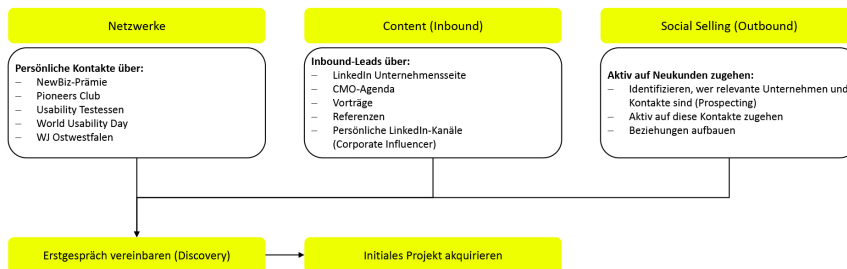 Netzwerke
Persönliche Kontakte über:
– NewBiz-Prämie
– Pioneers Club
– Usability Testessen
– World Usability Day
– WJ Ostwestfalen
Content (Inbound)
Inbound-Leads über:
– LinkedIn Unternehmensseite
– CMO-Agenda
– Vorträge
– Referenzen
– Persönliche LinkedIn-Kanäle
(Corporate Influencer)
Social Selling (Outbound)
Aktiv auf Neukunden zugehen:
– Identifizieren, wer relevante Unternehmen und
Kontakte sind (Prospecting)
– Aktiv auf diese Kontakte zugehen
– Beziehungen aufbauen
Erstgespräch vereinbaren (Discovery)
Initiales Projekt akquirieren